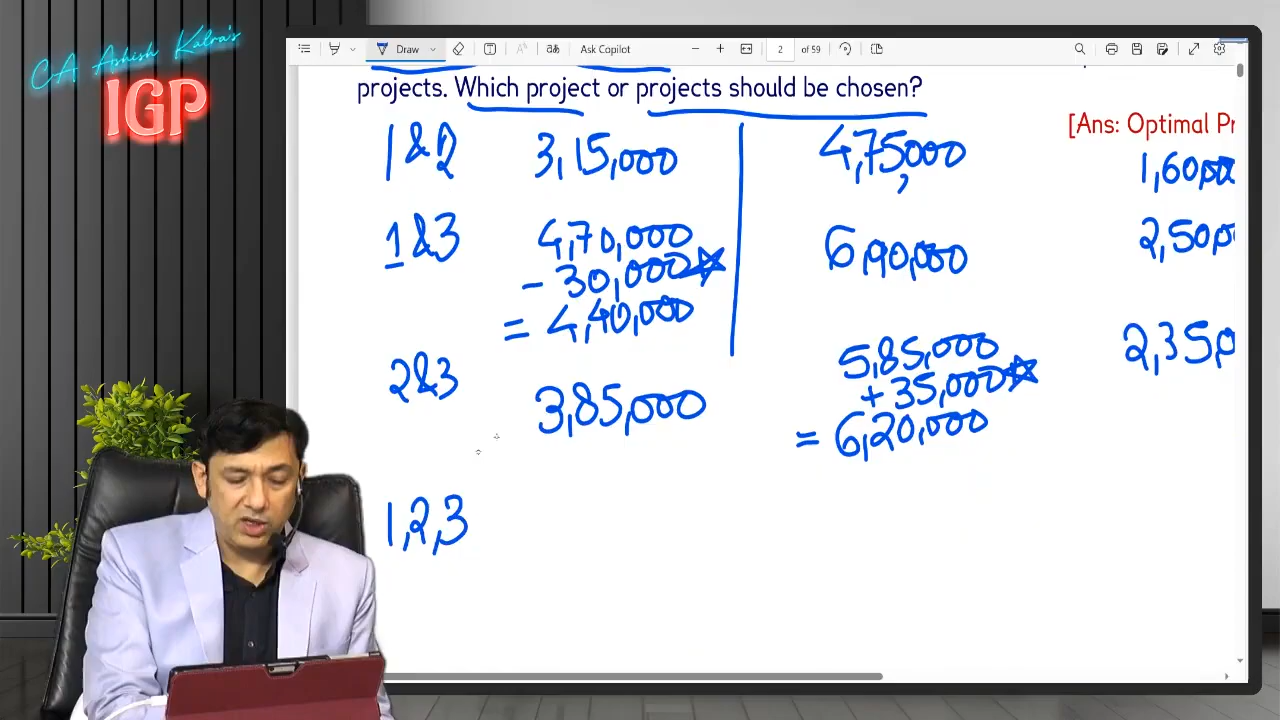 CA Ashish Kalra's
IGP
Draw
2 of 59
Ask Copilot
projects. Which project or projects should be chosen?
[Ans: Optimal Pr
1&2 3,15,000 4,75,000 1,60,000
1&3 4,70,000 6,90,000 2,50,0
- 30,000
= 4,40,000
2&3 3,85,000 5,85,000 2,35,0
+ 35,000
= 6,20,000
1,2,3